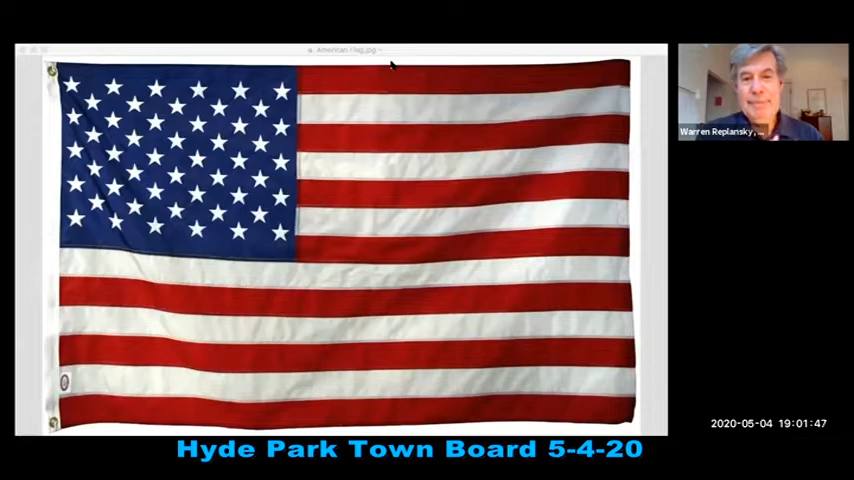 American Flag.jpg
Warren Replansky, ...
2020-05-04 19:01:47
Hyde Park Town Board 5-4-20